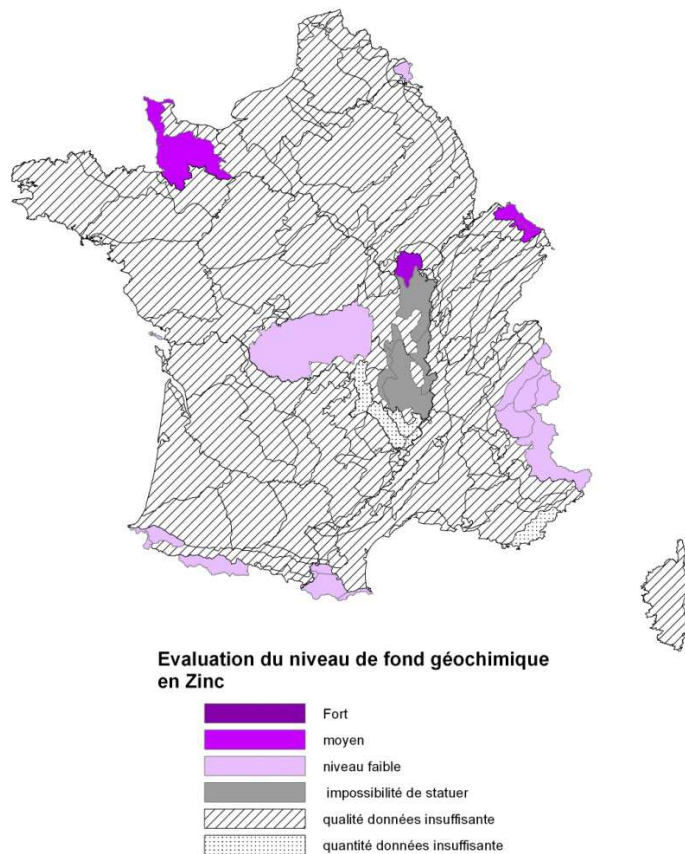 Evaluation du niveau de fond géochimique
en Zinc
Fort
moyen
niveau faible
impossibilité de statuer
qualité données insuffisante
quantité données insuffisante